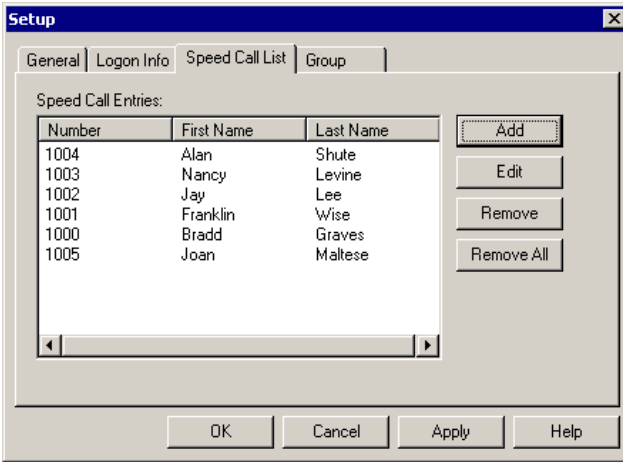 Setup
General Logon Info Speed Call List Group
Speed Call Entries:
Number First Name Last Name
1004 Alan Shute
1003 Nancy Levine
1002 Jay Lee
1001 Franklin Wise
1000 Bradd Graves
1005 Joan Maltese
Add
Edit
Remove
Remove All
OK Cancel Apply Help